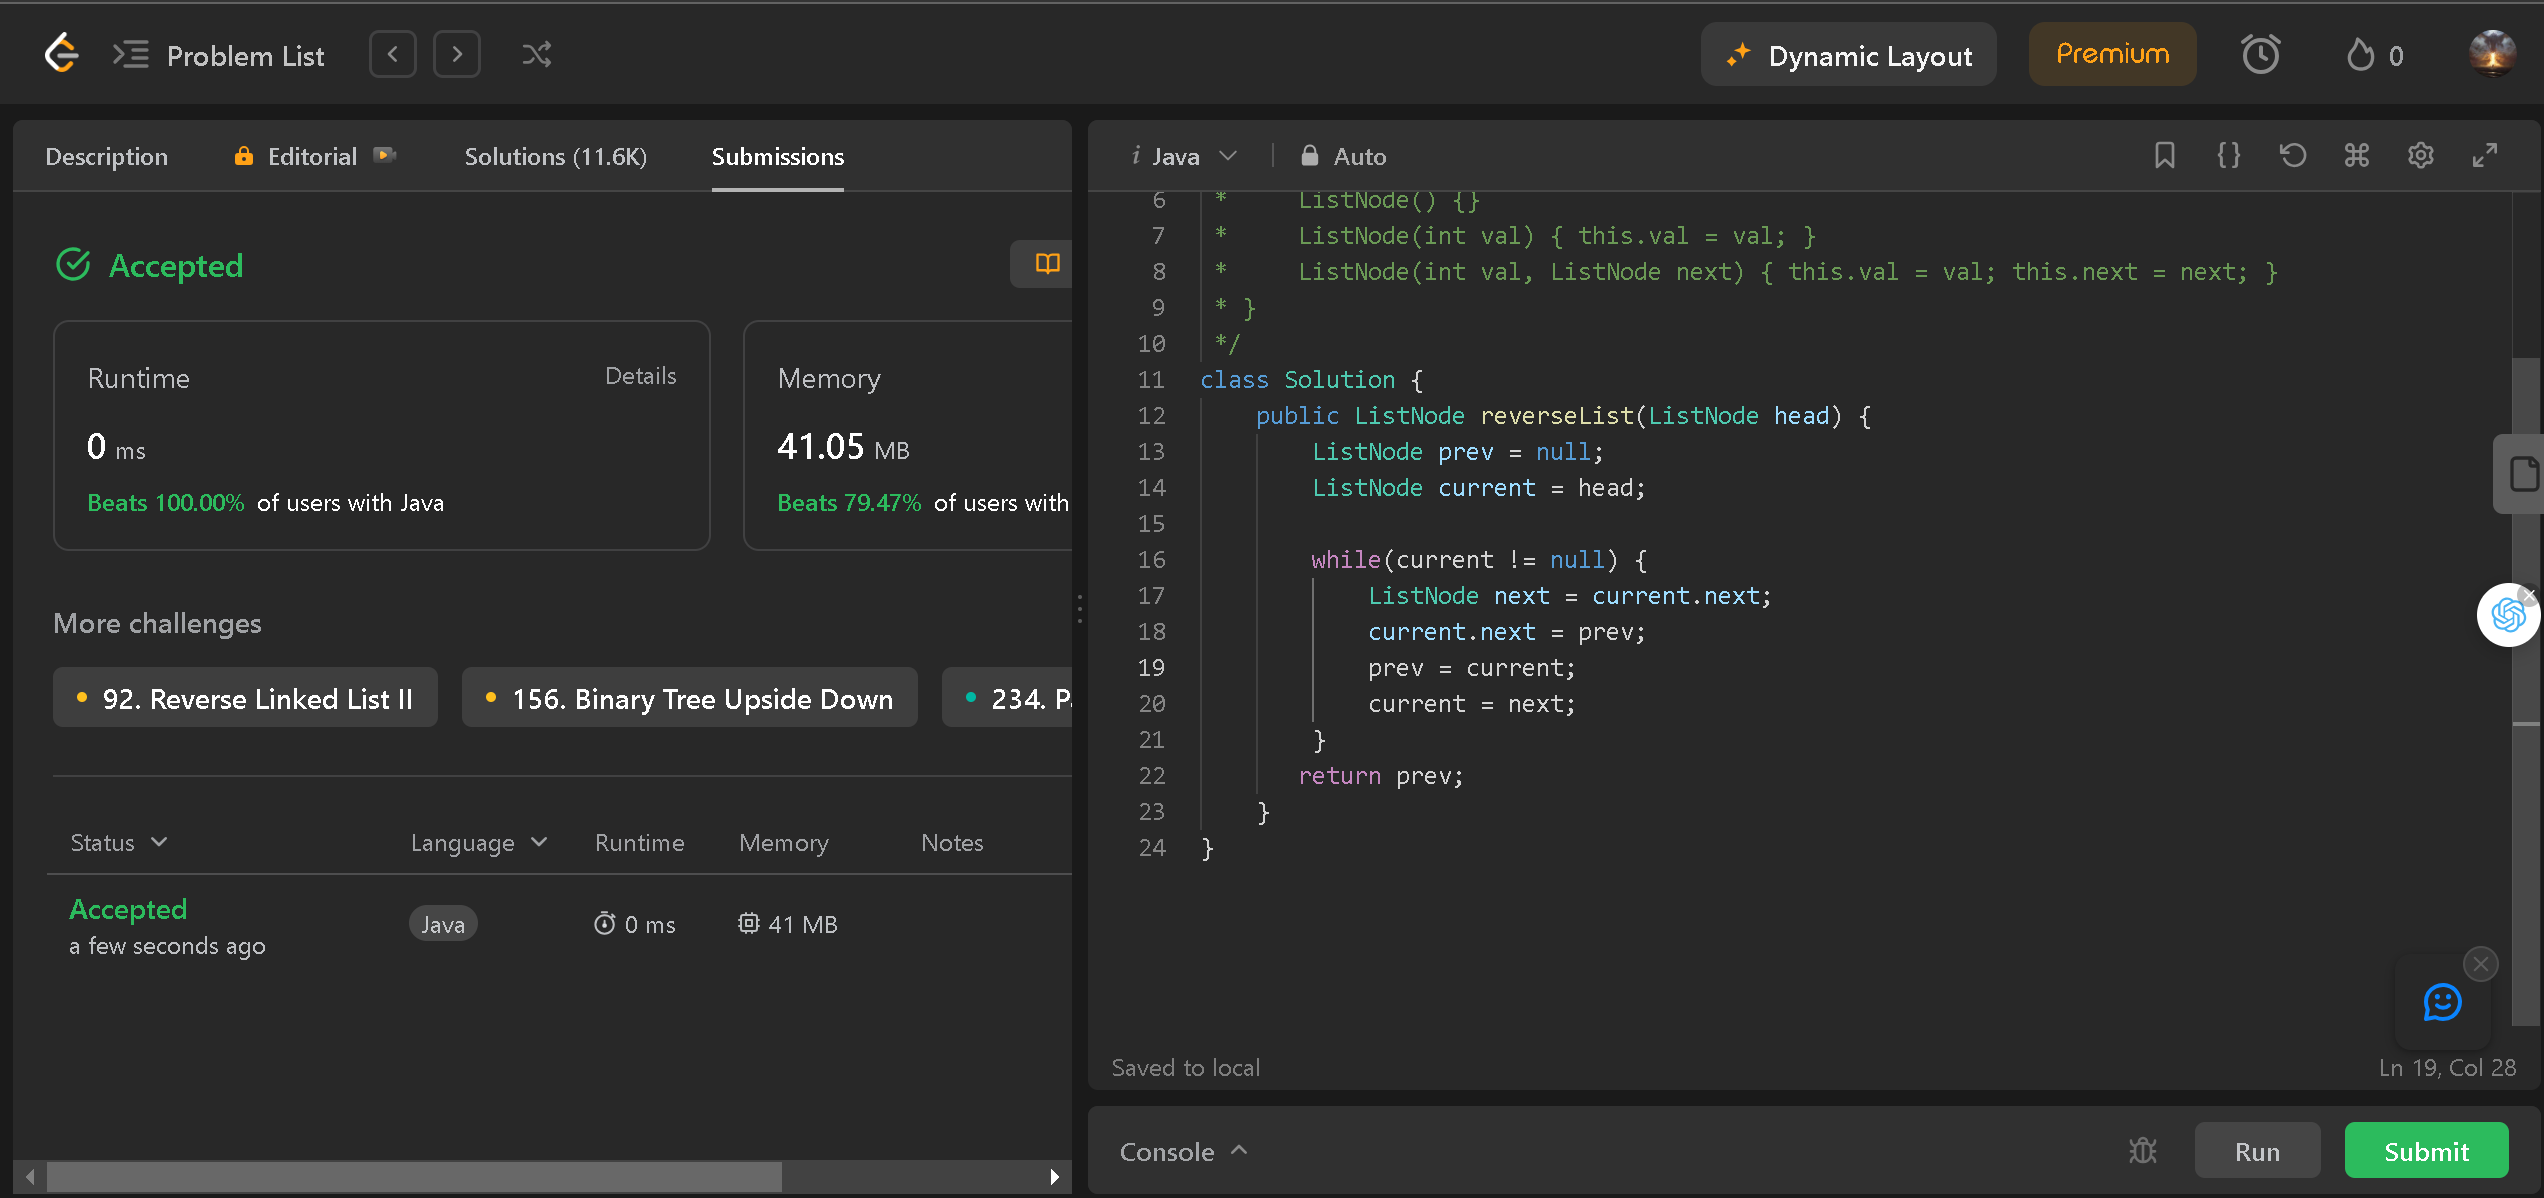 Problem List
Dynamic Layout
Premium
0
Description
Editorial
Solutions (11.6K)
Submissions
Accepted
Runtime
Details
0 ms
Beats 100.00% of users with Java
Memory
41.05 MB
Beats 79.47% of users with
More challenges
92. Reverse Linked List II
156. Binary Tree Upside Down
234.
Status
Language
Runtime
Memory
Notes
Accepted
Java
0 ms
41 MB
a few seconds ago
i Java
Auto
6 *     ListNode() {}
7 *     ListNode(int val) { this.val = val; }
8 *     ListNode(int val, ListNode next) { this.val = val; this.next = next; }
9 * }
10 */
11 class Solution {
12     public ListNode reverseList(ListNode head) {
13         ListNode prev = null;
14         ListNode current = head;
15
16         while(current != null) {
17             ListNode next = current.next;
18             current.next = prev;
19             prev = current;
20             current = next;
21         }
22        return prev;
23     }
24 }
Saved to local
Ln 19, Col 28
Console
Run
Submit